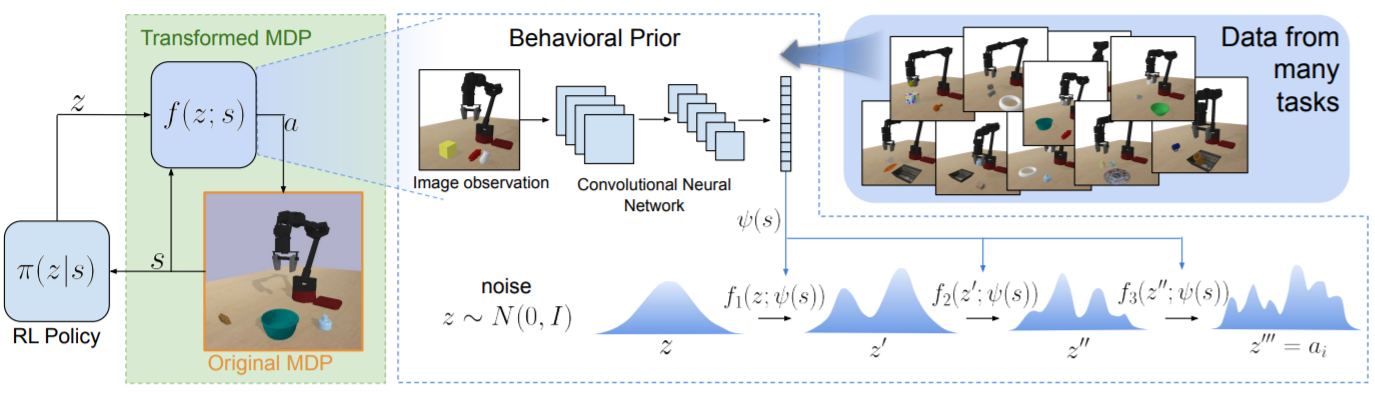 Transformed MDP
z
f(z; s)
a
s
π(z|s)
RL Policy
Original MDP
Behavioral Prior
Image observation
Convolutional Neural
Network
ψ(s)
Data from
many
tasks
noise
z ∼ N(0, I)
z
f₁(z; ψ(s))
z′
f₂(z′; ψ(s))
z′′
f₃(z′′; ψ(s))
z′′′ = aᵢ